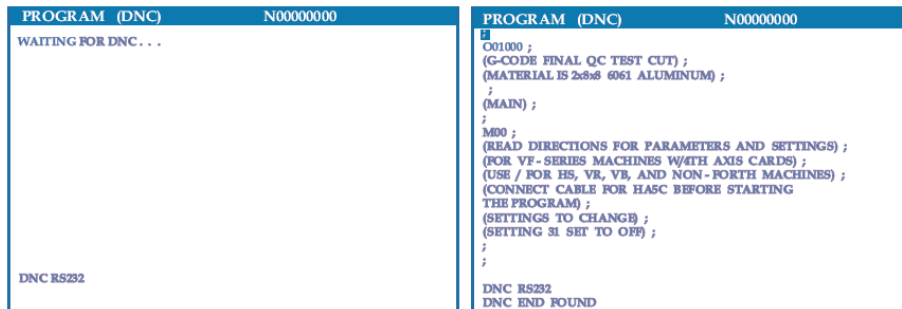 PROGRAM (DNC) N00000000
WAITING FOR DNC . . .
DNC RS232
PROGRAM (DNC) N00000000
;
O01000 ;
(G-CODE FINAL QC TEST CUT) ;
(MATERIAL IS 2x8x8 6061 ALUMINUM) ;
;
(MAIN) ;
;
M00 ;
(READ DIRECTIONS FOR PARAMETERS AND SETTINGS) ;
(FOR VF - SERIES MACHINES W/4TH AXIS CARDS) ;
(USE / FOR HS, VR, VB, AND NON - FORTH MACHINES) ;
(CONNECT CABLE FOR HA5C BEFORE STARTING
THE PROGRAM) ;
(SETTINGS TO CHANGE) ;
(SETTING 31 SET TO OFF) ;
;
;
DNC RS232
DNC END FOUND